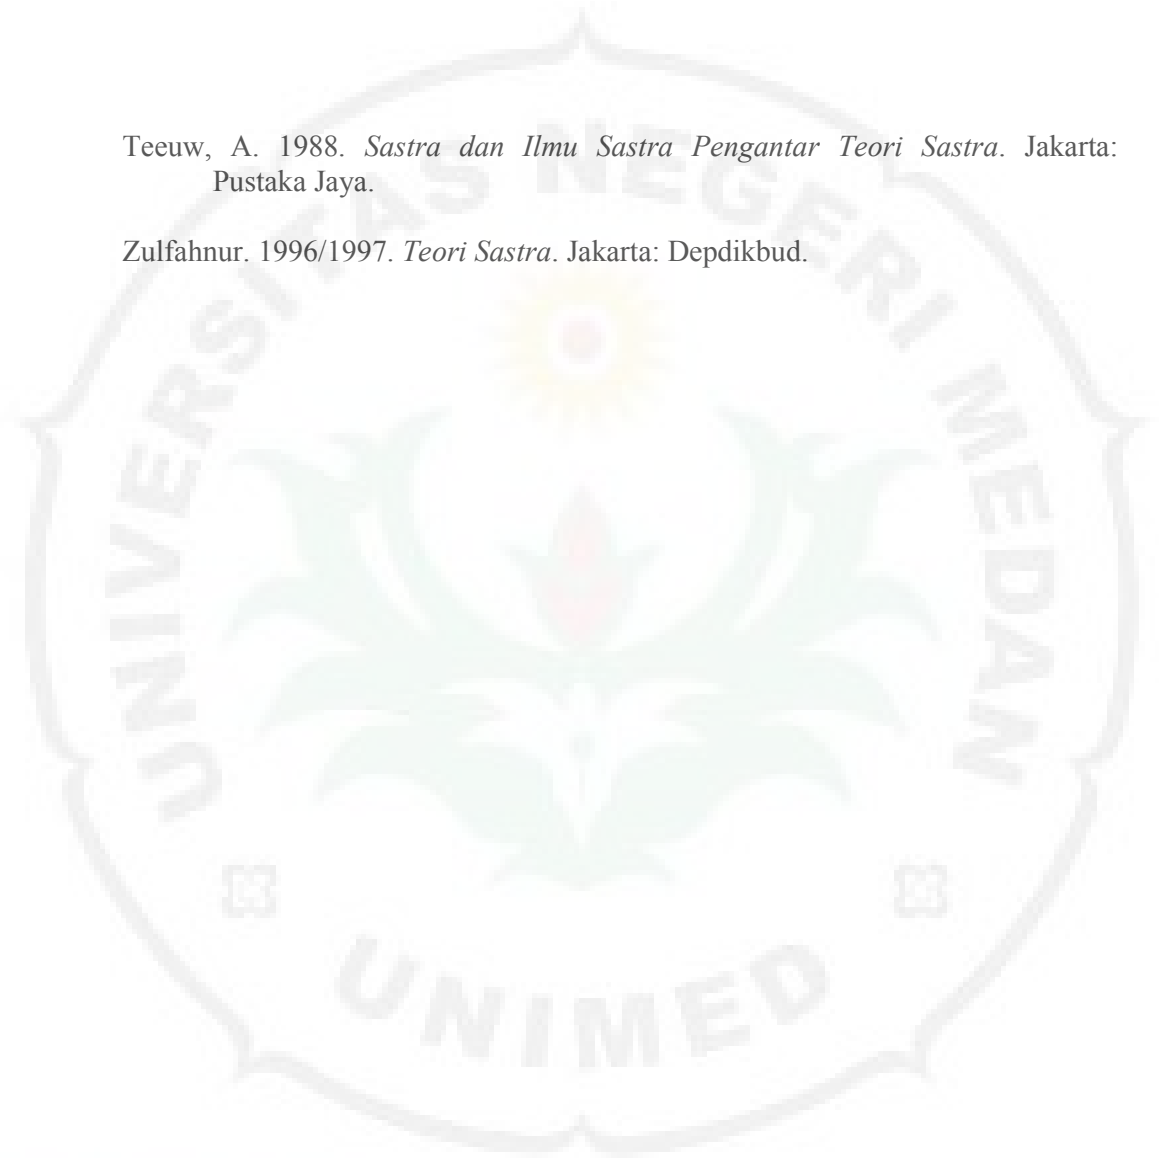 Teeuw, A. 1988. Sastra dan Ilmu Sastra Pengantar Teori Sastra. Jakarta:
Pustaka Jaya.
Zulfahnur. 1996/1997. Teori Sastra. Jakarta: Depdikbud.
UNIVERSITAS NEGERI MEDAN
UNIMED